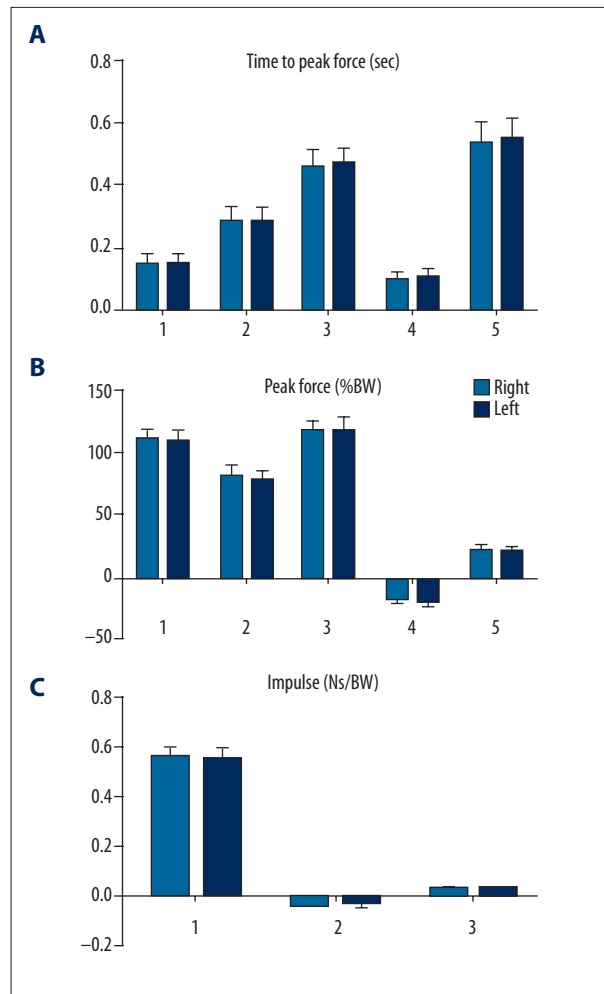 A
Time to peak force (sec)
0.8
0.6
0.4
0.2
0.0
1 2 3 4 5
B
Peak force (%BW)
150
100
50
0
−50
Right
Left
1 2 3 4 5
C
Impulse (Ns/BW)
0.8
0.6
0.4
0.2
0.0
−0.2
1 2 3